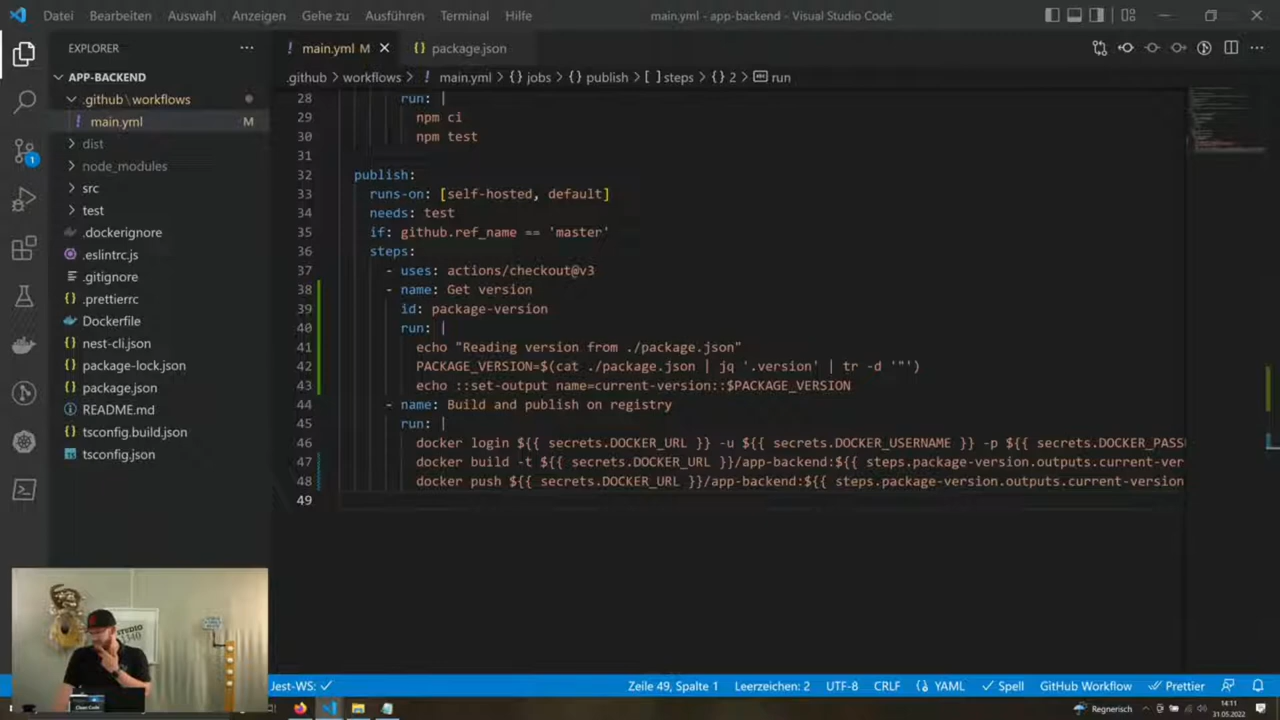 Datei Bearbeiten Auswahl Anzeigen Gehe zu Ausführen Terminal Hilfe main.yml - app-backend - Visual Studio Code
EXPLORER
main.yml M
package.json
.github > workflows > main.yml > {} jobs > {} publish > [ ] steps > {} 2 > run
APP-BACKEND
.github\workflows
main.yml M
dist
node_modules
src
test
.dockerignore
.eslintrc.js
.gitignore
.prettierrc
Dockerfile
nest-cli.json
package-lock.json
package.json
README.md
tsconfig.build.json
tsconfig.json
1
28 run: |
29 npm ci
30 npm test
31
32 publish:
33 runs-on: [self-hosted, default]
34 needs: test
35 if: github.ref_name == 'master'
36 steps:
37 - uses: actions/checkout@v3
38 - name: Get version
39 id: package-version
40 run: |
41 echo "Reading version from ./package.json"
42 PACKAGE_VERSION=$(cat ./package.json | jq '.version' | tr -d '"')
43 echo ::set-output name=current-version::$PACKAGE_VERSION
44 - name: Build and publish on registry
45 run: |
46 docker login ${{ secrets.DOCKER_URL }} -u ${{ secrets.DOCKER_USERNAME }} -p ${{ secrets.DOCKER_PASS
47 docker build -t ${{ secrets.DOCKER_URL }}/app-backend:${{ steps.package-version.outputs.current-ver
48 docker push ${{ secrets.DOCKER_URL }}/app-backend:${{ steps.package-version.outputs.current-version
49
STUDIO
Clean Code
Jest-WS: Zeile 49, Spalte 1 Leerzeichen: 2 UTF-8 CRLF YAML Spell GitHub Workflow Prettier
Regnerisch
14:11
31.05.2022